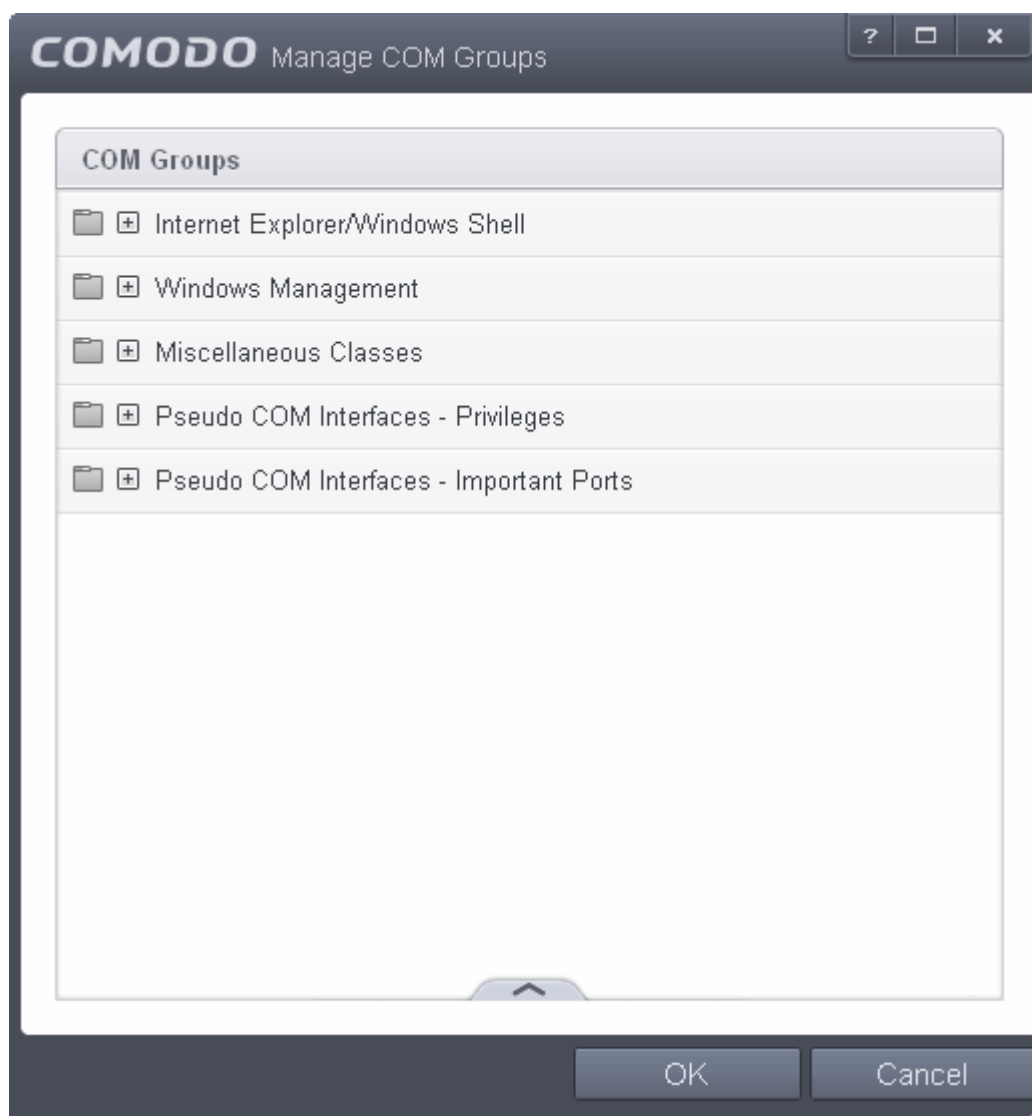 COMODO Manage COM Groups ?
COM Groups
Internet Explorer/Windows Shell
Windows Management
Miscellaneous Classes
Pseudo COM Interfaces - Privileges
Pseudo COM Interfaces - Important Ports
OK Cancel